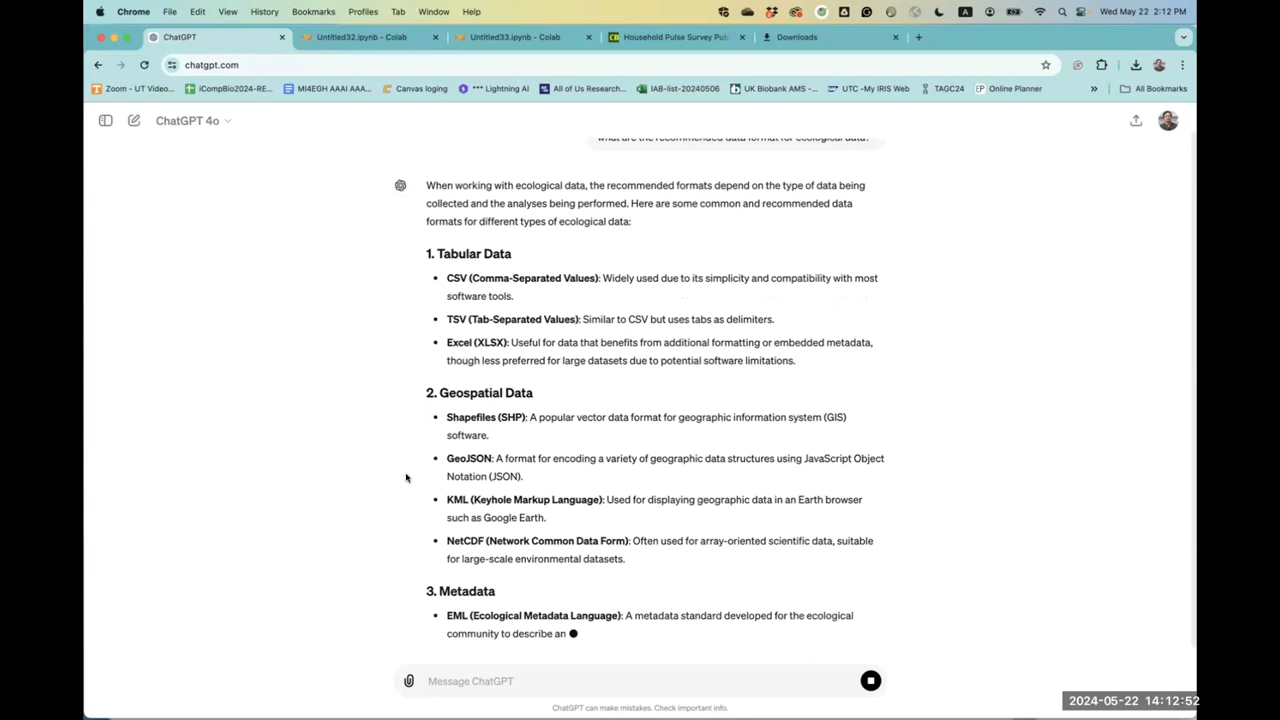 Chrome File Edit View History Bookmarks Profiles Tab Window Help Wed May 22 2:12 PM
ChatGPT Untitled32.ipynb - Colab Untitled33.ipynb - Colab Household Pulse Survey Pub Downloads
chatgpt.com
Zoom - UT Video... iCompBio2024-RE... MI4EGH AAAI AAA... Canvas loging *** Lightning AI All of Us Research... IAB-list-20240506 UK Biobank AMS -... UTC -My IRIS Web TAGC24 Online Planner » All Bookmarks
ChatGPT 4o
what are the recommended data format for ecological data?
When working with ecological data, the recommended formats depend on the type of data being
collected and the analyses being performed. Here are some common and recommended data
formats for different types of ecological data:
1. Tabular Data
• CSV (Comma-Separated Values): Widely used due to its simplicity and compatibility with most
software tools.
• TSV (Tab-Separated Values): Similar to CSV but uses tabs as delimiters.
• Excel (XLSX): Useful for data that benefits from additional formatting or embedded metadata,
though less preferred for large datasets due to potential software limitations.
2. Geospatial Data
• Shapefiles (SHP): A popular vector data format for geographic information system (GIS)
software.
• GeoJSON: A format for encoding a variety of geographic data structures using JavaScript Object
Notation (JSON).
• KML (Keyhole Markup Language): Used for displaying geographic data in an Earth browser
such as Google Earth.
• NetCDF (Network Common Data Form): Often used for array-oriented scientific data, suitable
for large-scale environmental datasets.
3. Metadata
• EML (Ecological Metadata Language): A metadata standard developed for the ecological
community to describe an
Message ChatGPT
ChatGPT can make mistakes. Check important info.
2024-05-22 14:12:52